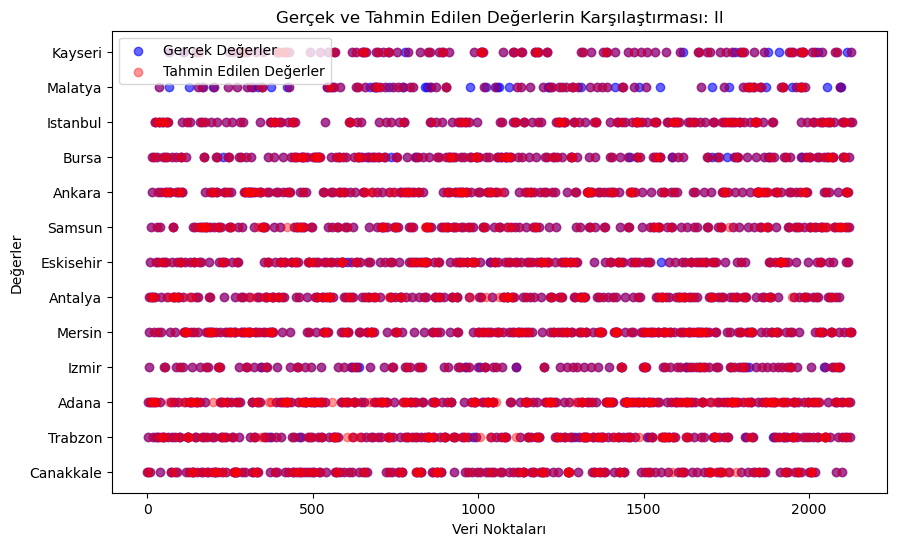 Gerçek ve Tahmin Edilen Değerlerin Karşılaştırması: Il
Gerçek Değerler
Tahmin Edilen Değerler
Değerler
Kayseri
Malatya
Istanbul
Bursa
Ankara
Samsun
Eskisehir
Antalya
Mersin
Izmir
Adana
Trabzon
Canakkale
0 500 1000 1500 2000
Veri Noktaları